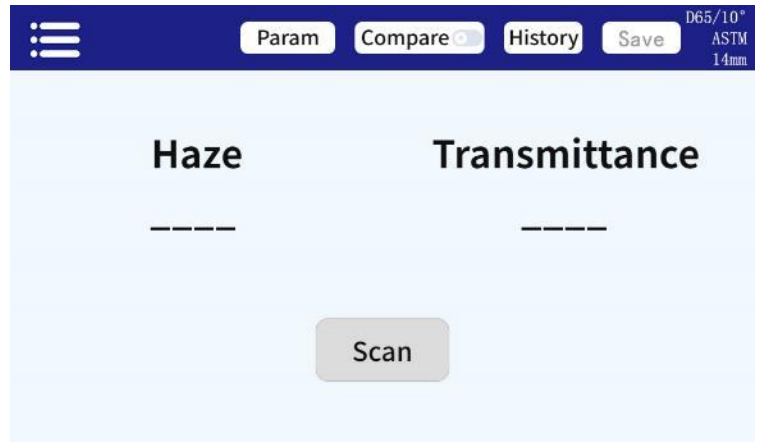 Param Compare History Save D65/10°
ASTM
14mm
Haze Transmittance
---- ----
Scan